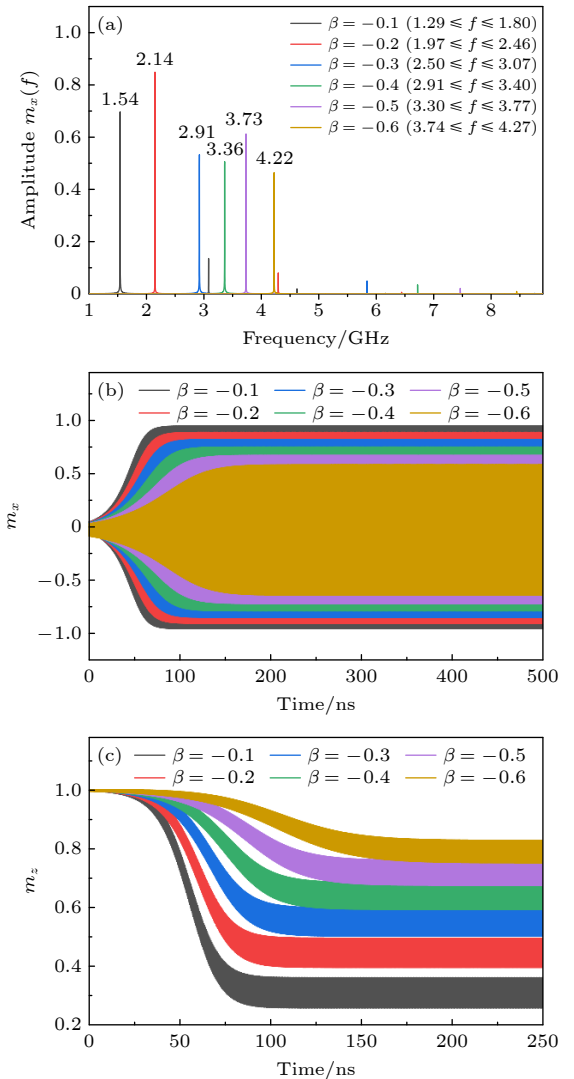 (a)
β = −0.1 (1.29 ⩽ f ⩽ 1.80)
β = −0.2 (1.97 ⩽ f ⩽ 2.46)
β = −0.3 (2.50 ⩽ f ⩽ 3.07)
β = −0.4 (2.91 ⩽ f ⩽ 3.40)
β = −0.5 (3.30 ⩽ f ⩽ 3.77)
β = −0.6 (3.74 ⩽ f ⩽ 4.27)
1.54
2.14
2.91
3.36
3.73
4.22
Amplitude mx(f)
1.0
0.8
0.6
0.4
0.2
0
1 2 3 4 5 6 7 8
Frequency/GHz
(b)
β = −0.1 β = −0.3 β = −0.5
β = −0.2 β = −0.4 β = −0.6
mx
1.0
0.5
0
−0.5
−1.0
0 100 200 300 400 500
Time/ns
(c)
β = −0.1 β = −0.3 β = −0.5
β = −0.2 β = −0.4 β = −0.6
mz
1.0
0.8
0.6
0.4
0.2
0 50 100 150 200 250
Time/ns